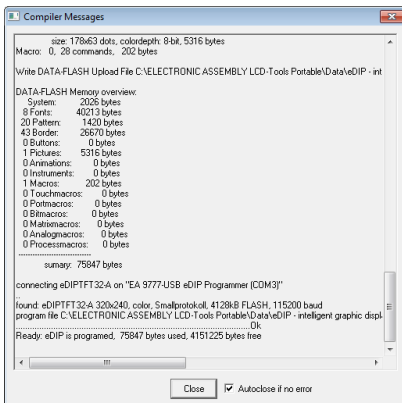 Compiler Messages
size: 178x63 dots, colordepth: 8-bit, 5316 bytes
Macro: 0, 28 commands, 202 bytes
Write DATA-FLASH Upload File C:\ELECTRONIC ASSEMBLY LCD-Tools Portable\Data\eDIP - int
DATA-FLASH Memory overview:
System: 2026 bytes
8 Fonts: 40213 bytes
20 Pattern: 1420 bytes
43 Border: 26670 bytes
0 Buttons: 0 bytes
1 Pictures: 5316 bytes
0 Animations: 0 bytes
0 Instruments: 0 bytes
1 Macros: 202 bytes
0 Touchmacros: 0 bytes
0 Portmacros: 0 bytes
0 Bitmacros: 0 bytes
0 Matrixmacros: 0 bytes
0 Analogmacros: 0 bytes
0 Processmacros: 0 bytes
------------------------------
sumary: 75847 bytes
connecting eDIPTFT32-A on "EA 9777-USB eDIP Programmer (COM3)"
..
found: eDIPTFT32-A 320x240, color, Smallprotokoll, 4128kB FLASH, 115200 baud
program file C:\ELECTRONIC ASSEMBLY LCD-Tools Portable\Data\eDIP - intelligent graphic displ
..............................................................................Ok
Ready: eDIP is programed, 75847 bytes used, 4151225 bytes free
Close Autoclose if no error